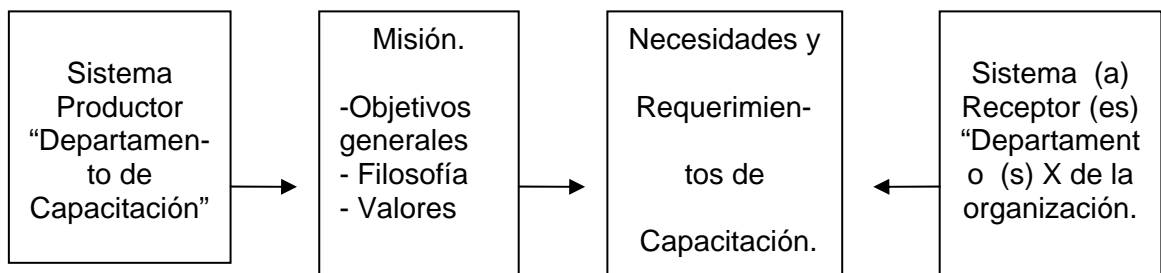 Sistema
Productor
“Departamen-
to de
Capacitación”
Misión.
-Objetivos
generales
- Filosofía
- Valores
Necesidades y
Requerimien-
tos de
Capacitación.
Sistema (a)
Receptor (es)
“Department
o (s) X de la
organización.